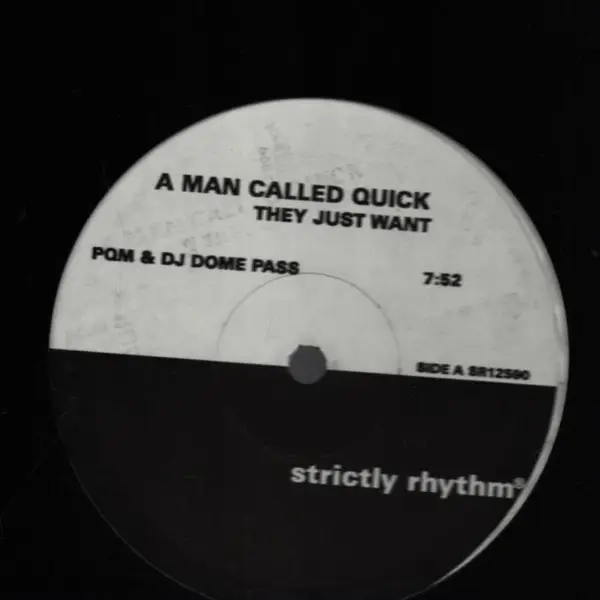 A MAN CALLED QUICK
THEY JUST WANT
PQM & DJ DOME PASS 7:52
SIDE A SR12590
strictly rhythm®